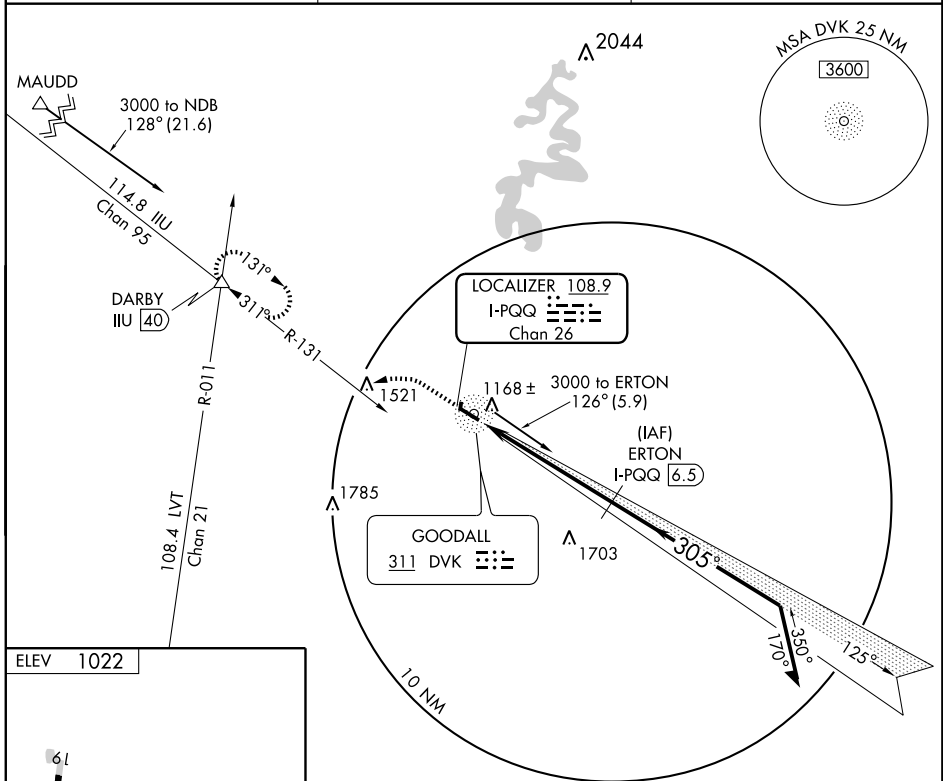 2044
MSA DVK 25 NM
3600
MAUDD
3000 to NDB
128° (21.6)
114.8 IIU
Chan 95
131°
311°
R-131
DARBY
IIU 40
LOCALIZER 108.9
I-PQQ
Chan 26
1521
1168 ±
3000 to ERTON
126° (5.9)
(IAF)
ERTON
I-PQQ 6.5
R-011
1785
108.4 LVT
Chan 21
GOODALL
311 DVK
1703
305°
350°
170°
125°
10 NM
ELEV 1022
19